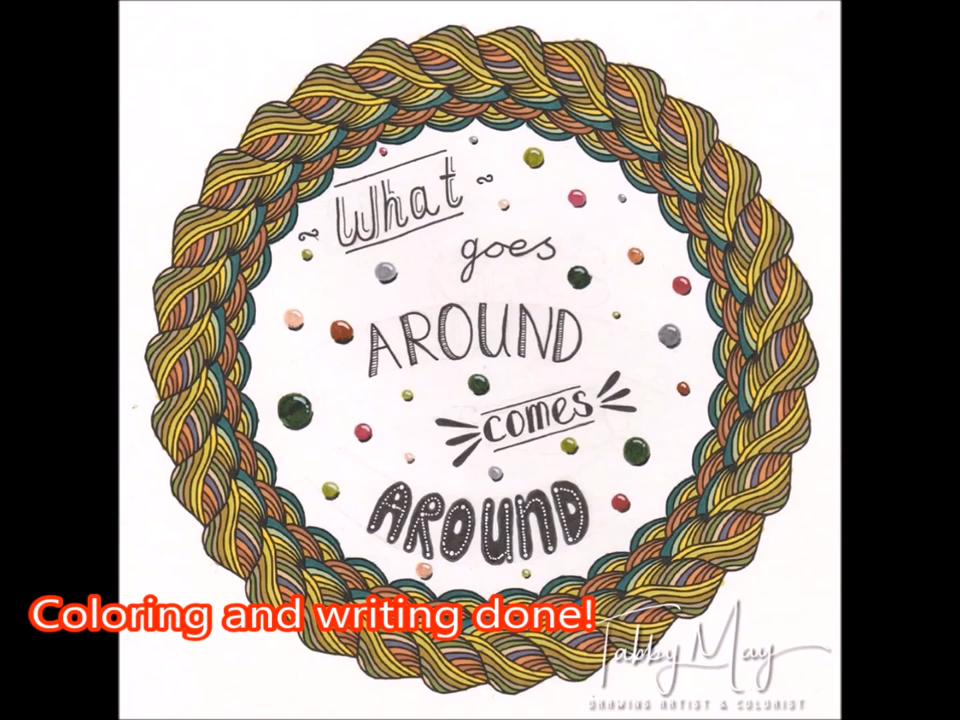 What
goes
AROUND
comes
AROUND
Coloring and writing done!
Tabby May
DRAWING ARTIST & COLORIST